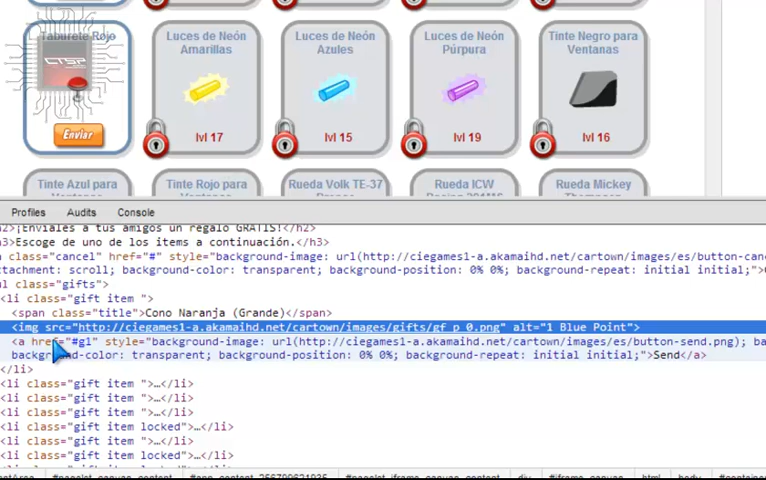 Taburete Rojo
Luces de Neón
Amarillas
Luces de Neón
Azules
Luces de Neón
Púrpura
Tinte Negro para
Ventanas
Enviar
lvl 17
lvl 15
lvl 19
lvl 16
Tinte Azul para
Tinte Rojo para
Rueda Volk TE-37
Rueda ICW
Rueda Mickey
Profiles Audits Console
h2>¡Envíales a tus amigos un regalo GRATIS!</h2>
h3>Escoge de uno de los items a continuación.</h3>
a class="cancel" href="#" style="background-image: url(http://ciegames1-a.akamaihd.net/cartown/images/es/button-can
ttachment: scroll; background-color: transparent; background-position: 0% 0%; background-repeat: initial initial;">
ul class="gifts">
<li class="gift item ">
<span class="title">Cono Naranja (Grande)</span>
<img src="http://ciegames1-a.akamaihd.net/cartown/images/gifts/gf_p_0.png" alt="1 Blue Point">
<a href="#g1" style="background-image: url(http://ciegames1-a.akamaihd.net/cartown/images/es/button-send.png); ba
background-color: transparent; background-position: 0% 0%; background-repeat: initial initial;">Send</a>
</li>
<li class="gift item ">…</li>
<li class="gift item ">…</li>
<li class="gift item ">…</li>
<li class="gift item locked">…</li>
<li class="gift item ">…</li>
<li class="gift item locked">…</li>